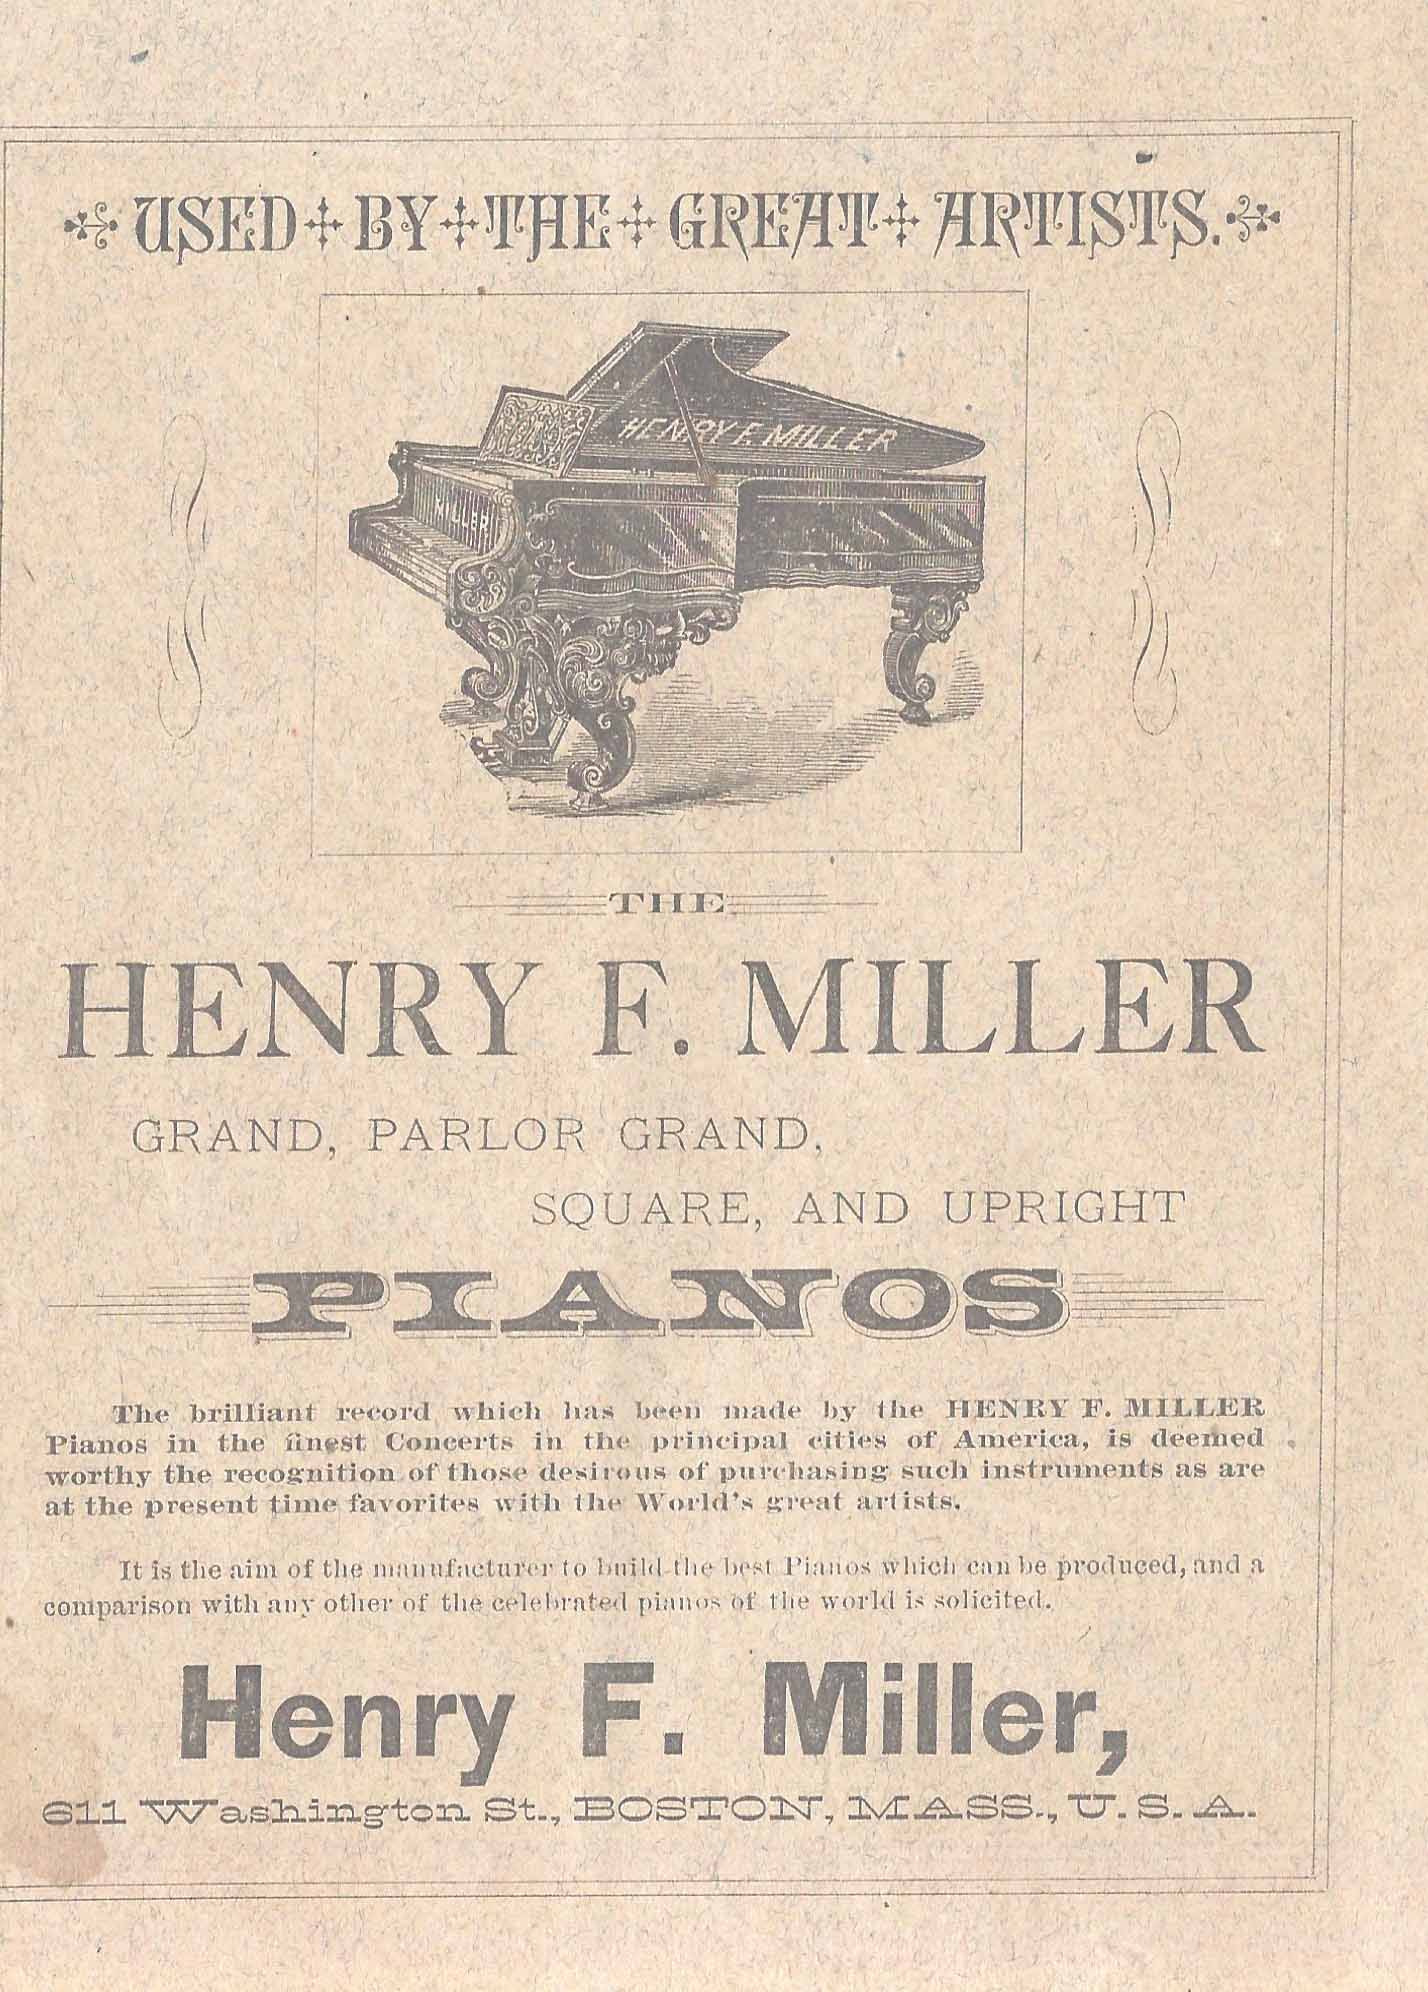 USED BY THE GREAT ARTISTS.
HENRY F. MILLER
MILLER
THE
HENRY F. MILLER
GRAND, PARLOR GRAND,
SQUARE, AND UPRIGHT
PIANOS
The brilliant record which has been made by the HENRY F. MILLER
Pianos in the finest Concerts in the principal cities of America, is deemed
worthy the recognition of those desirous of purchasing such instruments as are
at the present time favorites with the World's great artists.
It is the aim of the manufacturer to build the best Pianos which can be produced, and a
comparison with any other of the celebrated pianos of the world is solicited.
Henry F. Miller,
611 Washington St., BOSTON, MASS., U. S. A.